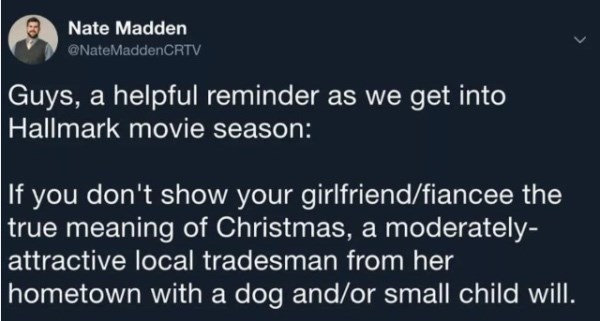 Nate Madden
@NateMaddenCRTV
Guys, a helpful reminder as we get into
Hallmark movie season:
If you don't show your girlfriend/fiancee the
true meaning of Christmas, a moderately-
attractive local tradesman from her
hometown with a dog and/or small child will.